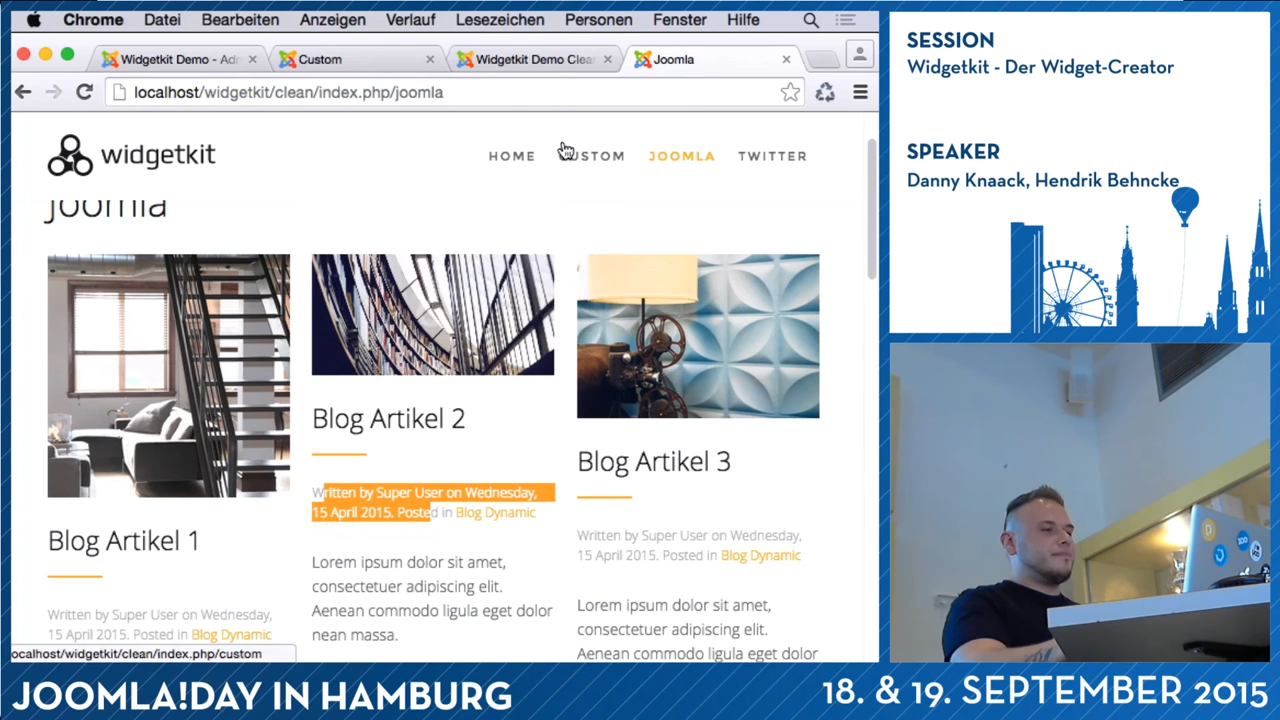 Chrome Datei Bearbeiten Anzeigen Verlauf Lesezeichen Personen Fenster Hilfe
Widgetkit Demo - Adm
Custom
Widgetkit Demo Clea
Joomla
localhost/widgetkit/clean/index.php/joomla
widgetkit
HOME CUSTOM JOOMLA TWITTER
joomla
Blog Artikel 1
Written by Super User on Wednesday,
15 April 2015. Posted in Blog Dynamic
Blog Artikel 2
Written by Super User on Wednesday,
15 April 2015. Posted in Blog Dynamic
Lorem ipsum dolor sit amet,
consectetuer adipiscing elit.
Aenean commodo ligula eget dolor
nean massa.
Blog Artikel 3
Written by Super User on Wednesday,
15 April 2015. Posted in Blog Dynamic
Lorem ipsum dolor sit amet,
consectetuer adipiscing elit.
Aenean commodo ligula eget dolor
ocalhost/widgetkit/clean/index.php/custom
SESSION
Widgetkit - Der Widget-Creator
SPEAKER
Danny Knaack, Hendrik Behncke
zoo
JOOMLA!DAY IN HAMBURG
18. & 19. SEPTEMBER 2015